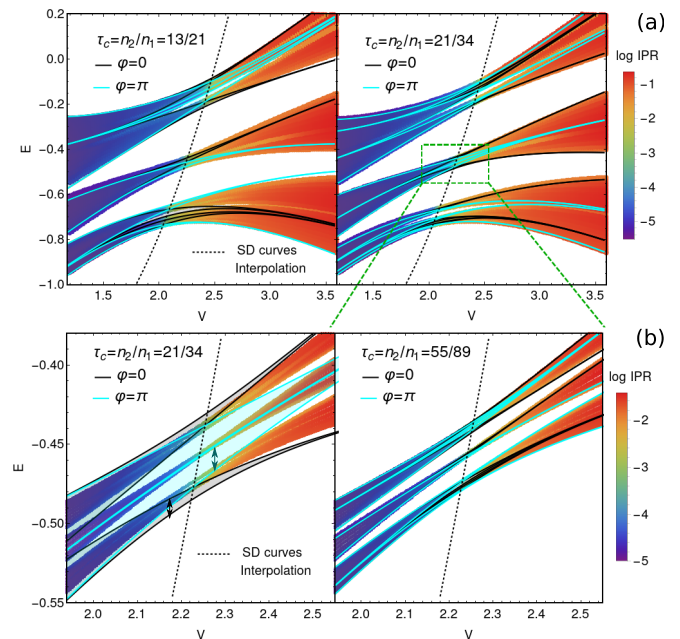 (a)
τc=n2/n1=13/21
φ=0
φ=π
τc=n2/n1=21/34
φ=0
φ=π
log IPR
−1
−2
−3
−4
−5
0.2
0.0
−0.2
−0.4
−0.6
−0.8
−1.0
E
SD curves
Interpolation
1.5 2.0 2.5 3.0 3.5
1.5 2.0 2.5 3.0 3.5
V V
(b)
τc=n2/n1=21/34
φ=0
φ=π
τc=n2/n1=55/89
φ=0
φ=π
log IPR
−2
−3
−4
−5
−0.40
−0.45
−0.50
−0.55
E
SD curves
Interpolation
2.0 2.1 2.2 2.3 2.4 2.5
2.0 2.1 2.2 2.3 2.4 2.5
V V